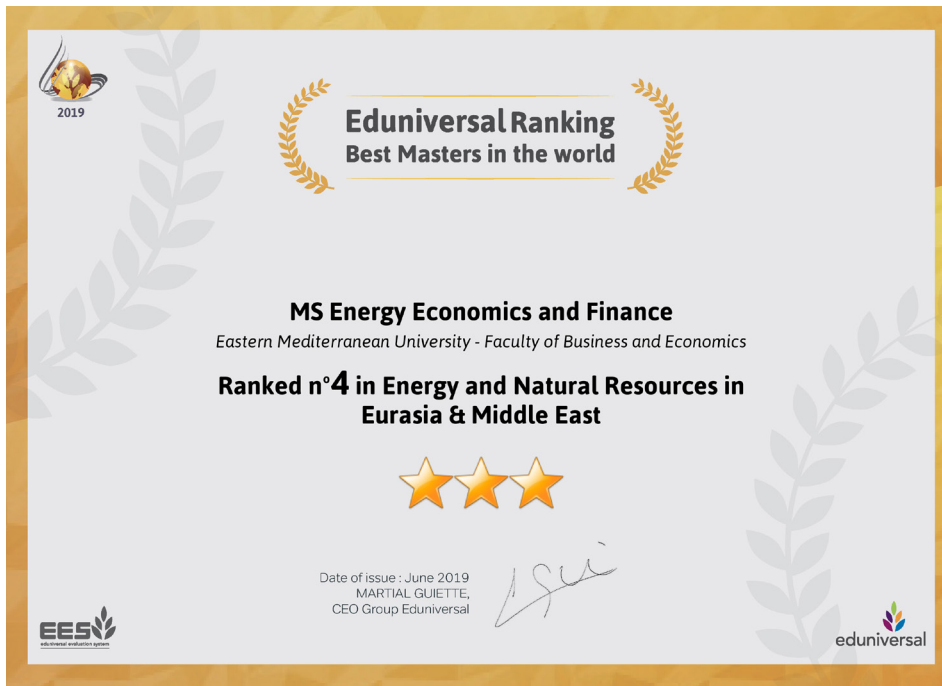 2019
Eduniversal Ranking
Best Masters in the world
MS Energy Economics and Finance
Eastern Mediterranean University - Faculty of Business and Economics
Ranked n°4 in Energy and Natural Resources in
Eurasia & Middle East
Date of issue : June 2019
MARTIAL GUIETTE,
CEO Group Eduniversal
EES
eduniversal evaluation system
eduniversal